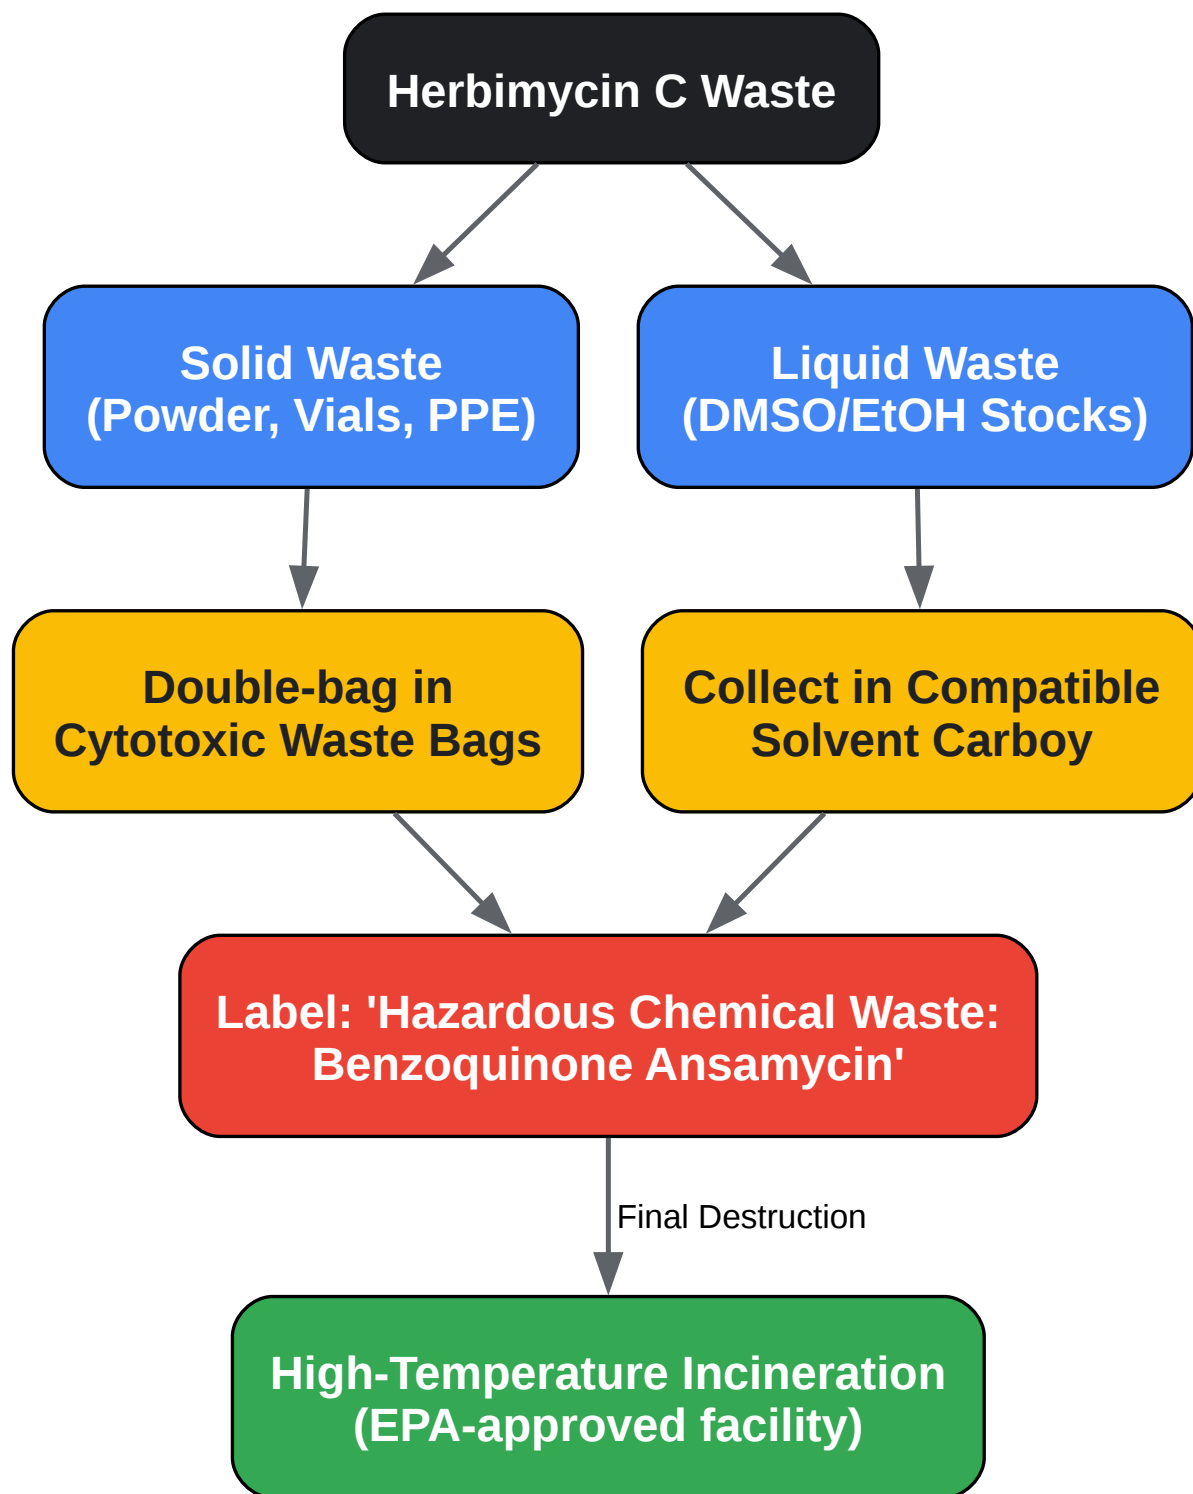 Herbimycin C Waste
Solid Waste
(Powder, Vials, PPE)
Liquid Waste
(DMSO/EtOH Stocks)
Double-bag in
Cytotoxic Waste Bags
Collect in Compatible
Solvent Carboy
Label: 'Hazardous Chemical Waste:
Benzoquinone Ansamycin'
Final Destruction
High-Temperature Incineration
(EPA-approved facility)